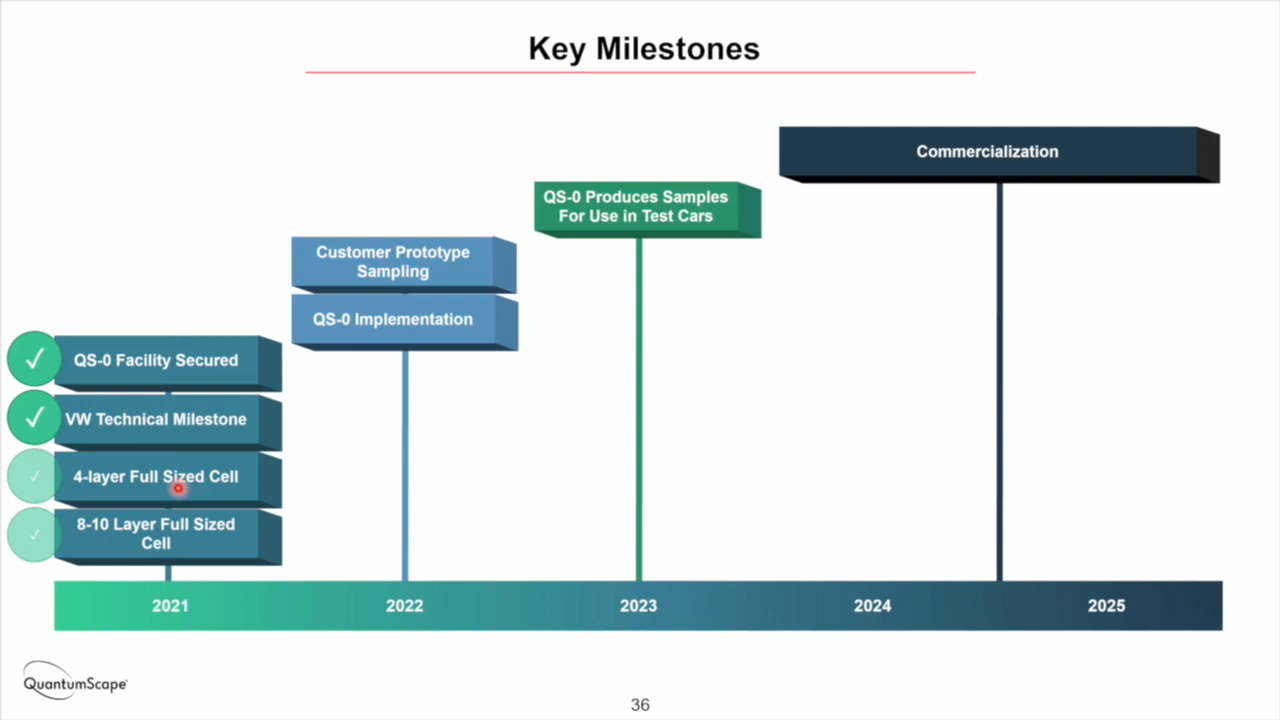 Key Milestones
Commercialization
QS-0 Produces Samples
For Use in Test Cars
Customer Prototype
Sampling
QS-0 Implementation
QS-0 Facility Secured
VW Technical Milestone
4-layer Full Sized Cell
8-10 Layer Full Sized
Cell
2021 2022 2023 2024 2025
QuantumScape
36